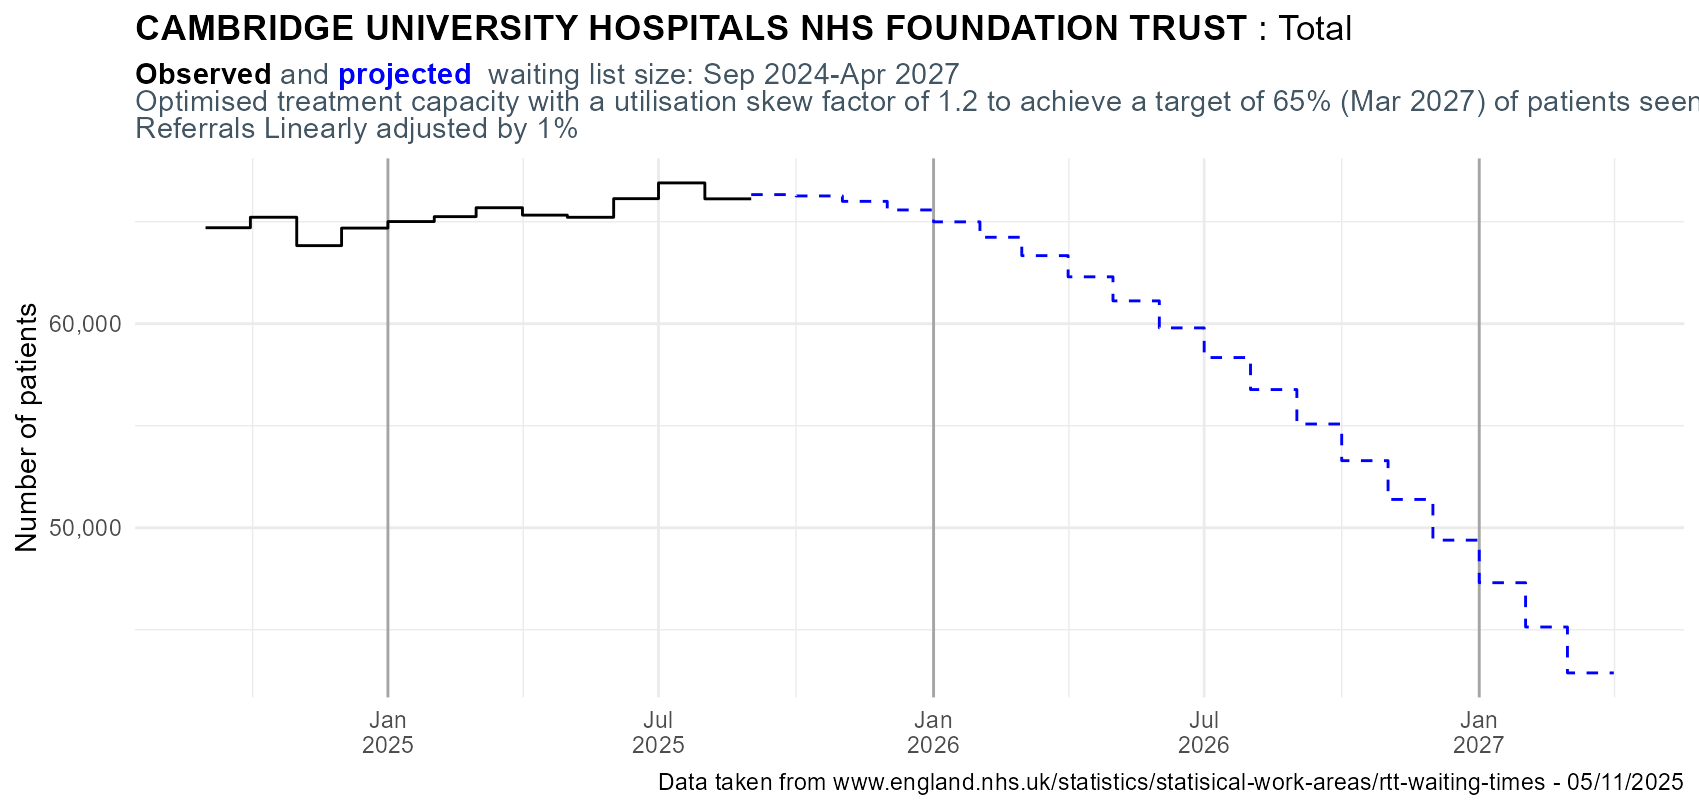 CAMBRIDGE UNIVERSITY HOSPITALS NHS FOUNDATION TRUST : Total
Observed and projected waiting list size: Sep 2024-Apr 2027
Optimised treatment capacity with a utilisation skew factor of 1.2 to achieve a target of 65% (Mar 2027) of patients seen
Referrals Linearly adjusted by 1%
Number of patients
60,000
50,000
Jan
2025
Jul
2025
Jan
2026
Jul
2026
Jan
2027
Data taken from www.england.nhs.uk/statistics/statisical-work-areas/rtt-waiting-times - 05/11/2025